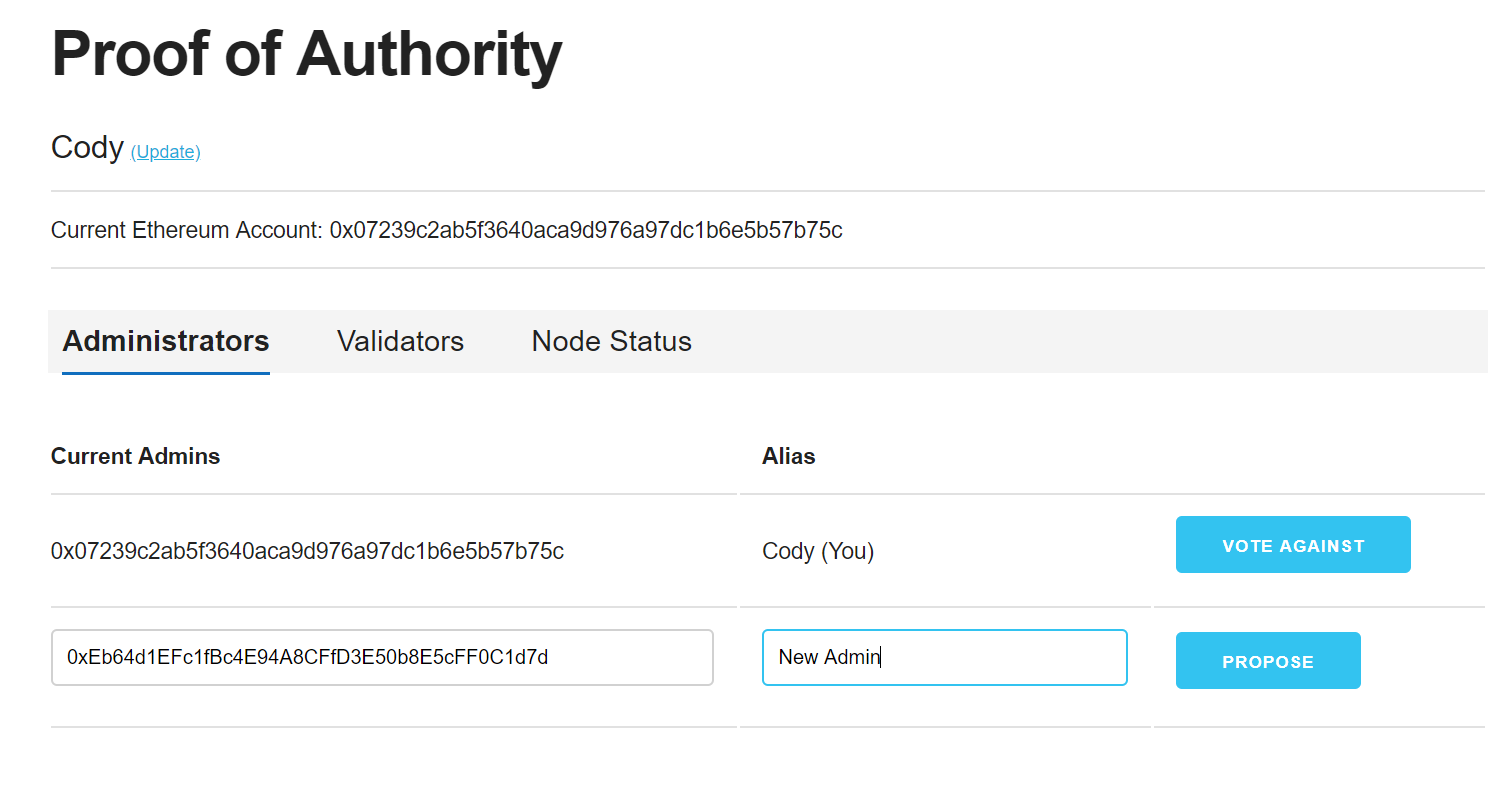 Proof of Authority
Cody (Update)
Current Ethereum Account: 0x07239c2ab5f3640aca9d976a97dc1b6e5b57b75c
Administrators Validators Node Status
Current Admins Alias
0x07239c2ab5f3640aca9d976a97dc1b6e5b57b75c Cody (You) VOTE AGAINST
0xEb64d1EFc1fBc4E94A8CFfD3E50b8E5cFF0C1d7d New Admin PROPOSE